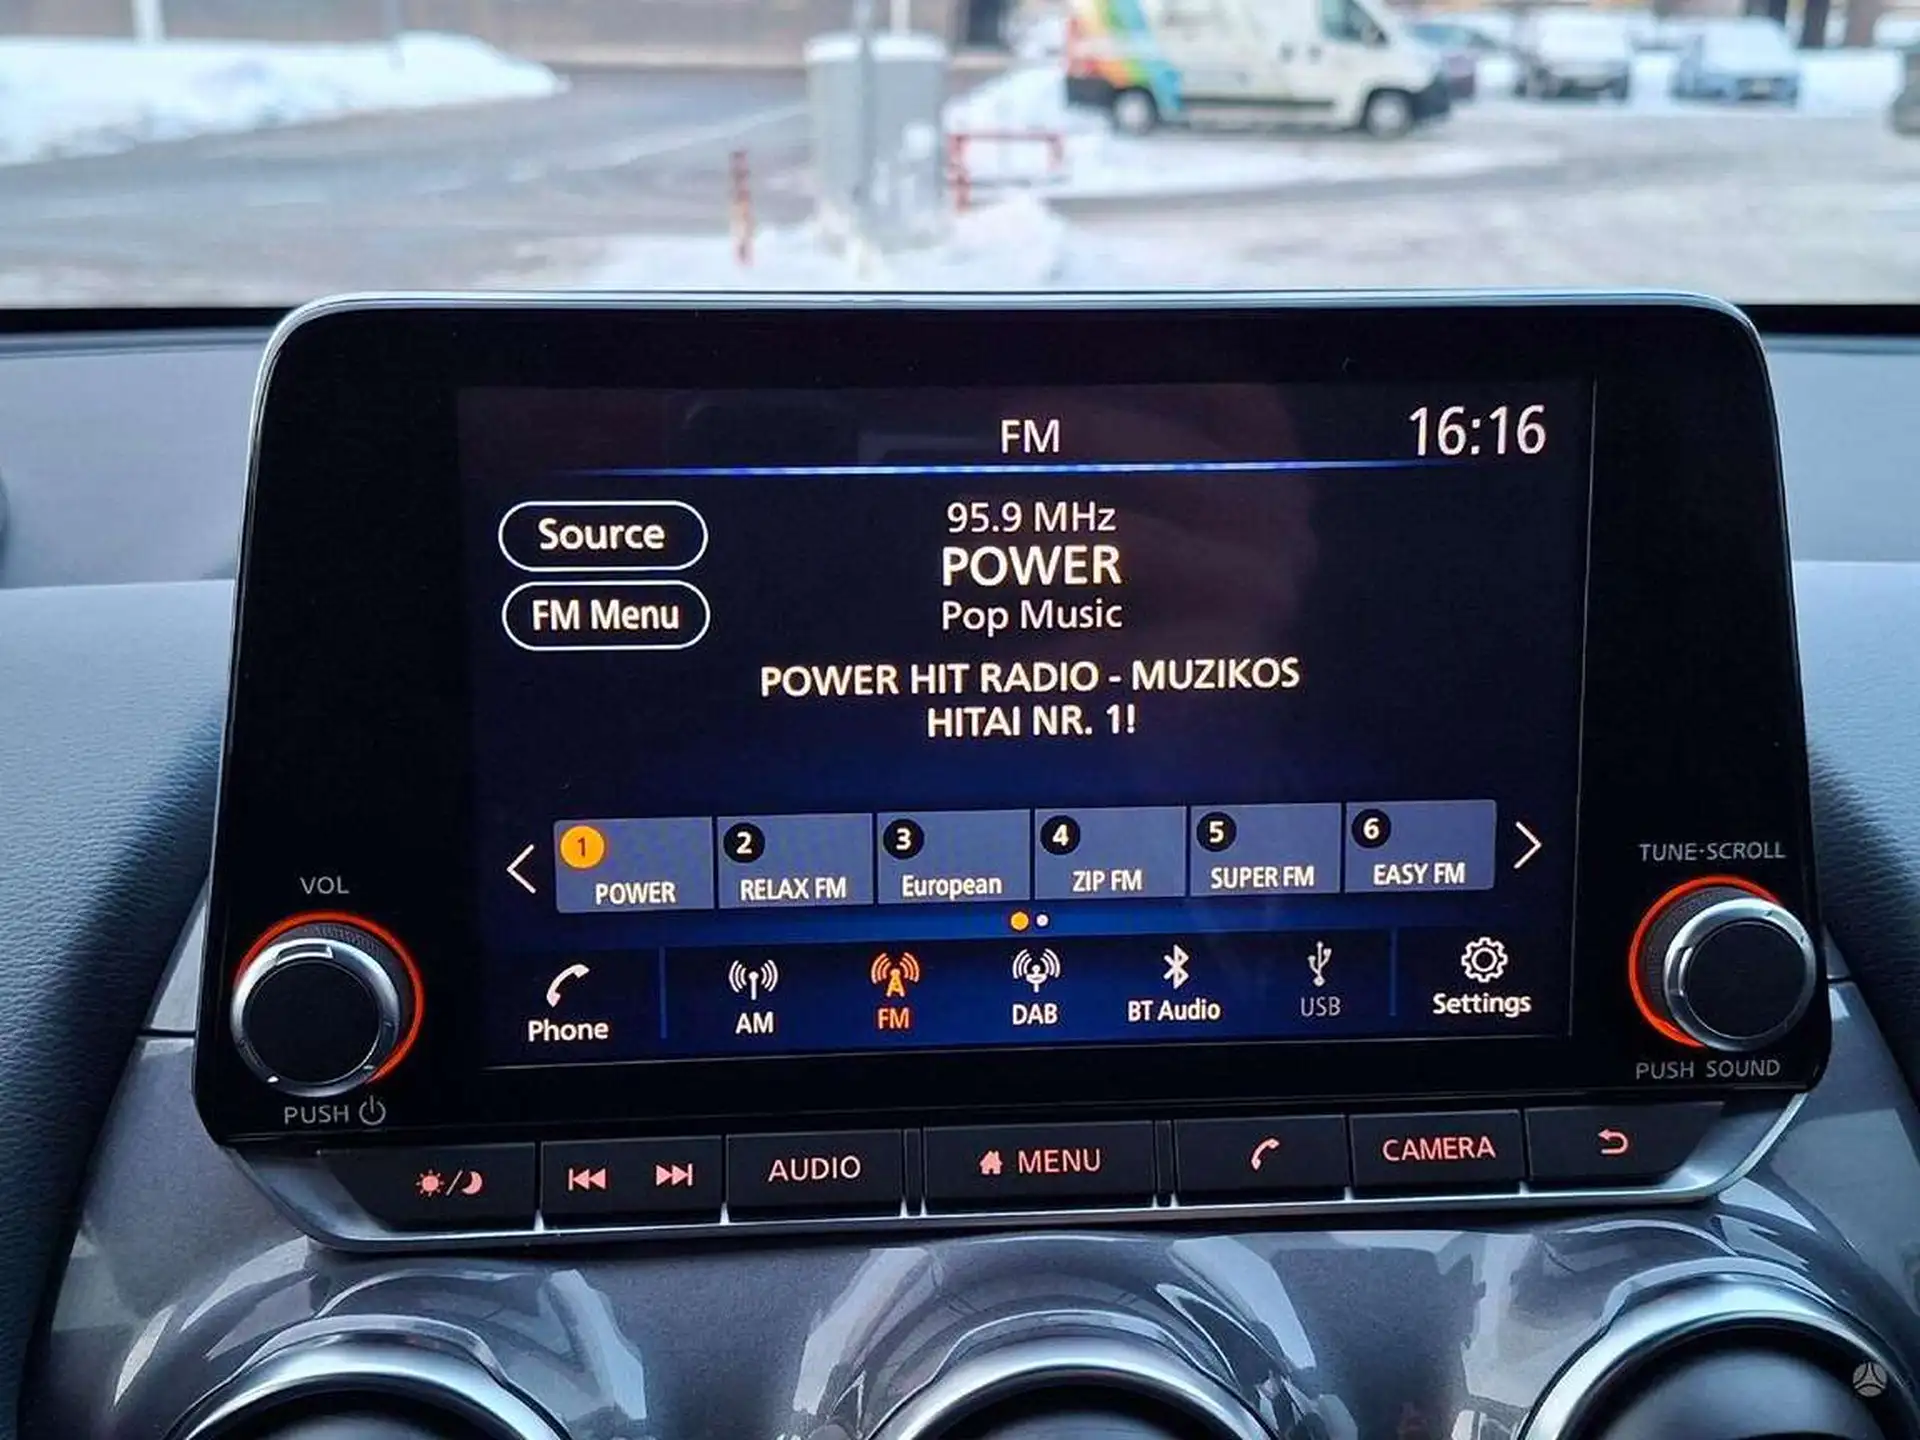 FM
16:16
Source
95.9 MHz
POWER
FM Menu
Pop Music
POWER HIT RADIO - MUZIKOS
HITAI NR. 1!
1
POWER
2
RELAX FM
3
European
4
ZIP FM
5
SUPER FM
6
EASY FM
VOL
TUNE·SCROLL
Phone
AM
FM
DAB
BT Audio
USB
Settings
PUSH
PUSH SOUND
AUDIO
MENU
CAMERA